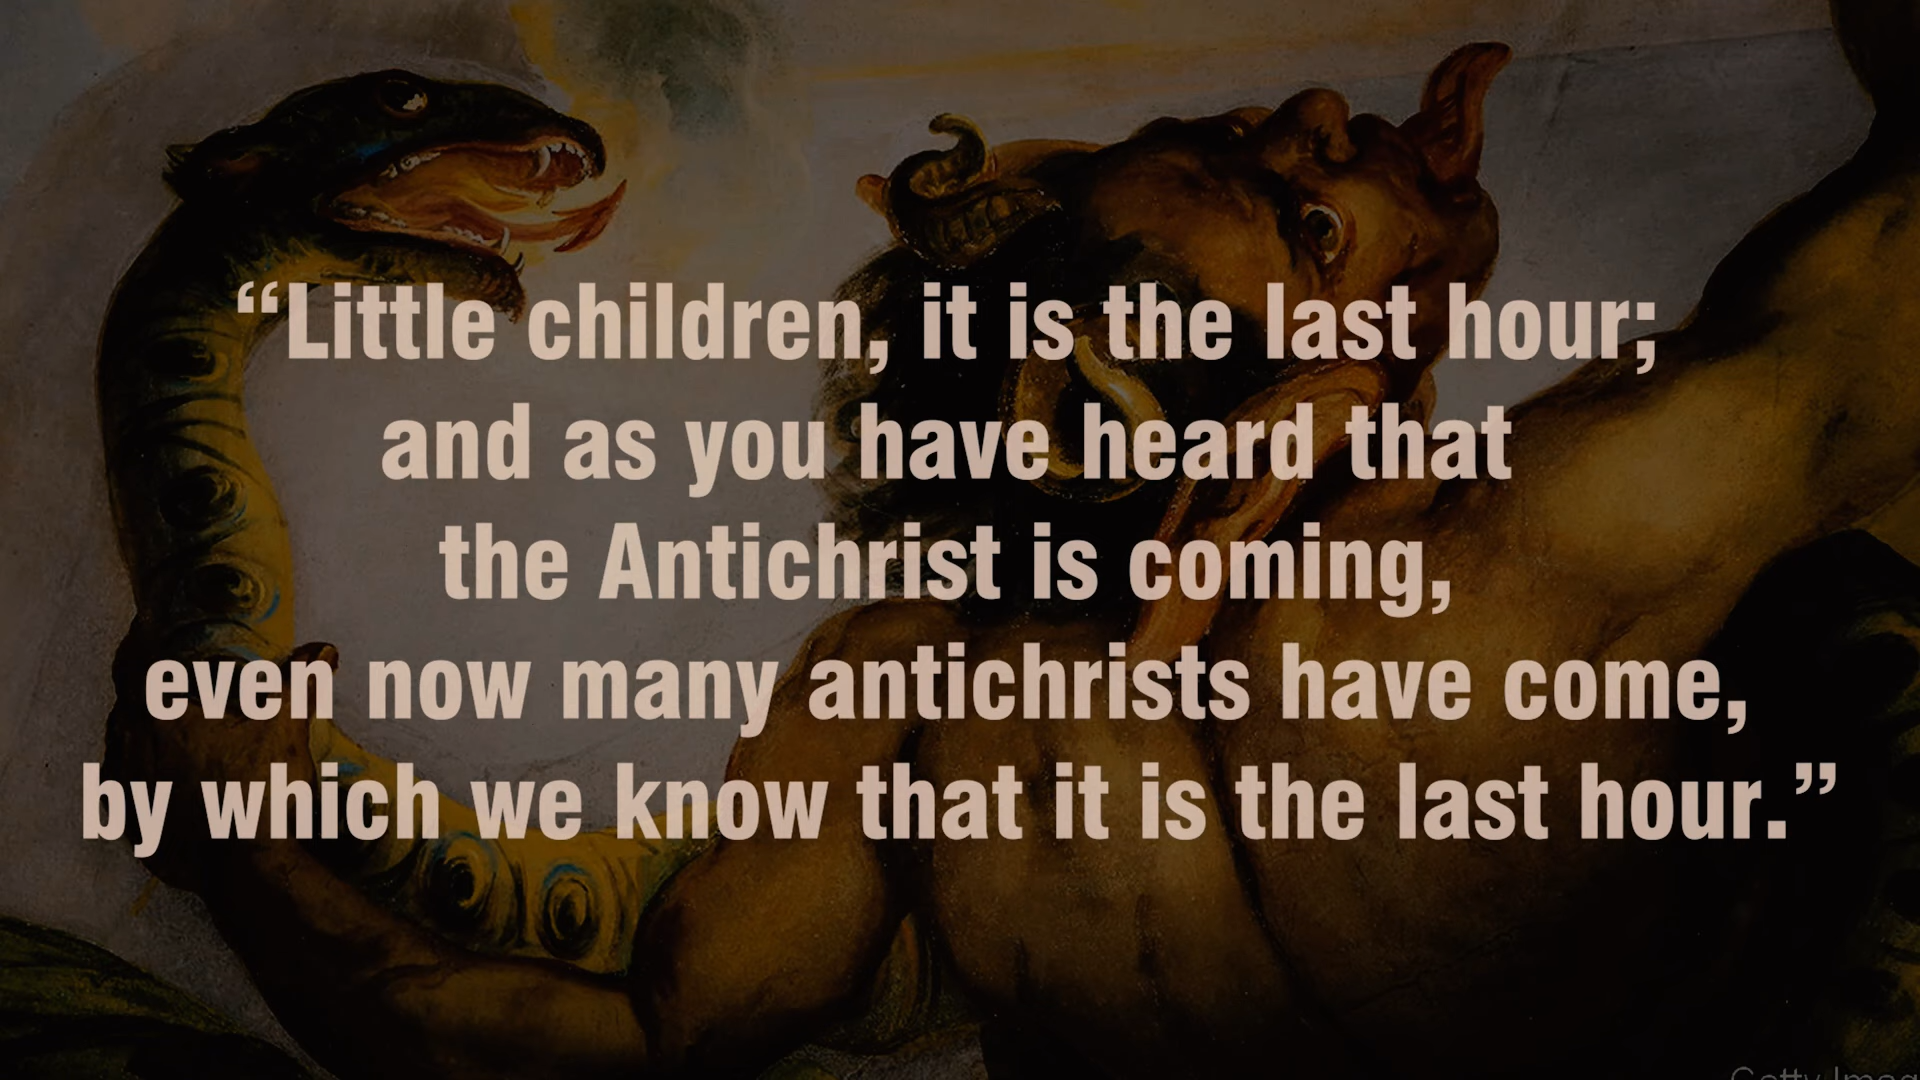 “Little children, it is the last hour;
and as you have heard that
the Antichrist is coming,
even now many antichrists have come,
by which we know that it is the last hour.”